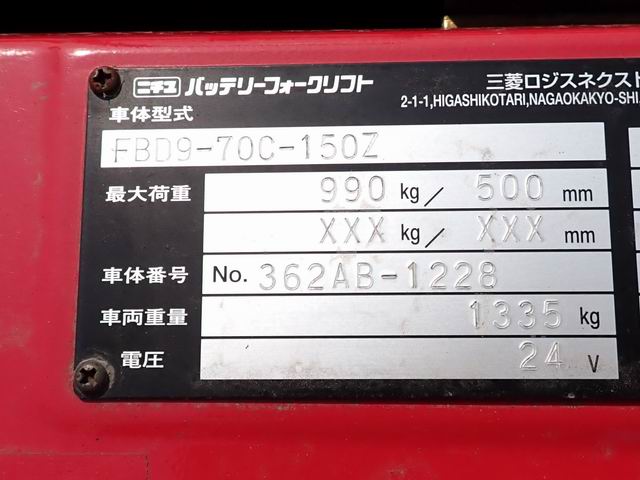 ニチユ バッテリーフォークリフト 三菱ロジスネクスト
2-1-1,HIGASHIKOTARI,NAGAOKAKYO-SHI
車体型式
FBD9-70C-150Z
最大荷重 990 kg/ 500 mm
XXX kg/ XXX mm
車体番号 No. 362AB-1228
車両重量 1335 kg
電圧 24 V